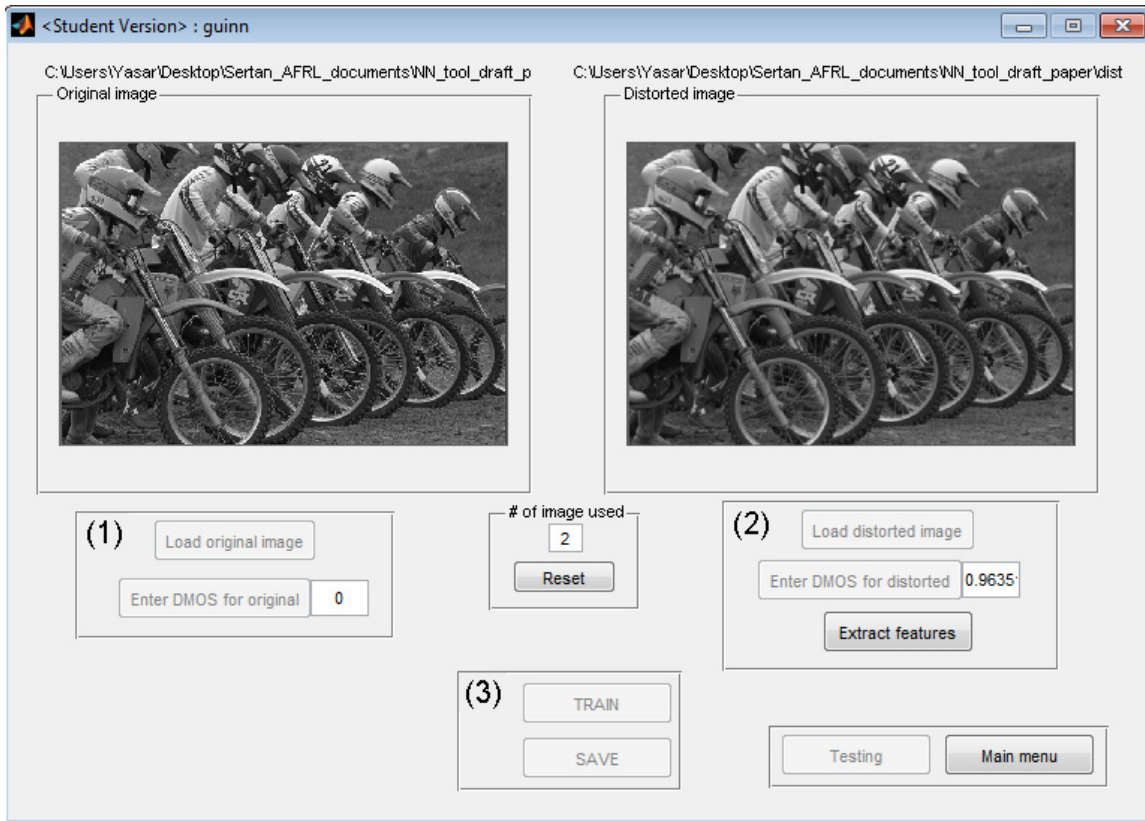 <Student Version> : guinn
C:\Users\Yasar\Desktop\Sertan_AFRL_documents\NN_tool_draft_p
C:\Users\Yasar\Desktop\Sertan_AFRL_documents\NN_tool_draft_paper\dist
Original image
Distorted image
(1)
Load original image
Enter DMOS for original 0
# of image used
2
Reset
(2)
Load distorted image
Enter DMOS for distorted 0.9635
Extract features
(3)
TRAIN
SAVE
Testing
Main menu